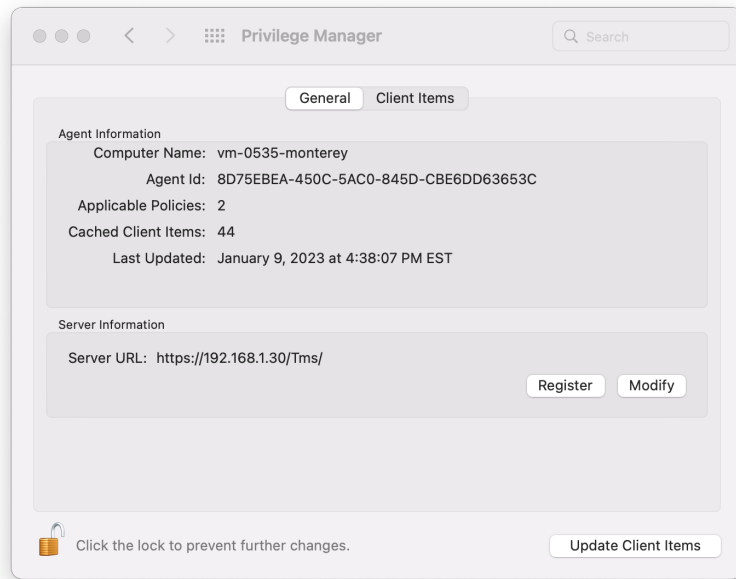 Privilege Manager
Search
General Client Items
Agent Information
Computer Name: vm-0535-monterey
Agent Id: 8D75EBEA-450C-5AC0-845D-CBE6DD63653C
Applicable Policies: 2
Cached Client Items: 44
Last Updated: January 9, 2023 at 4:38:07 PM EST
Server Information
Server URL: https://192.168.1.30/Tms/
Register Modify
Click the lock to prevent further changes.
Update Client Items